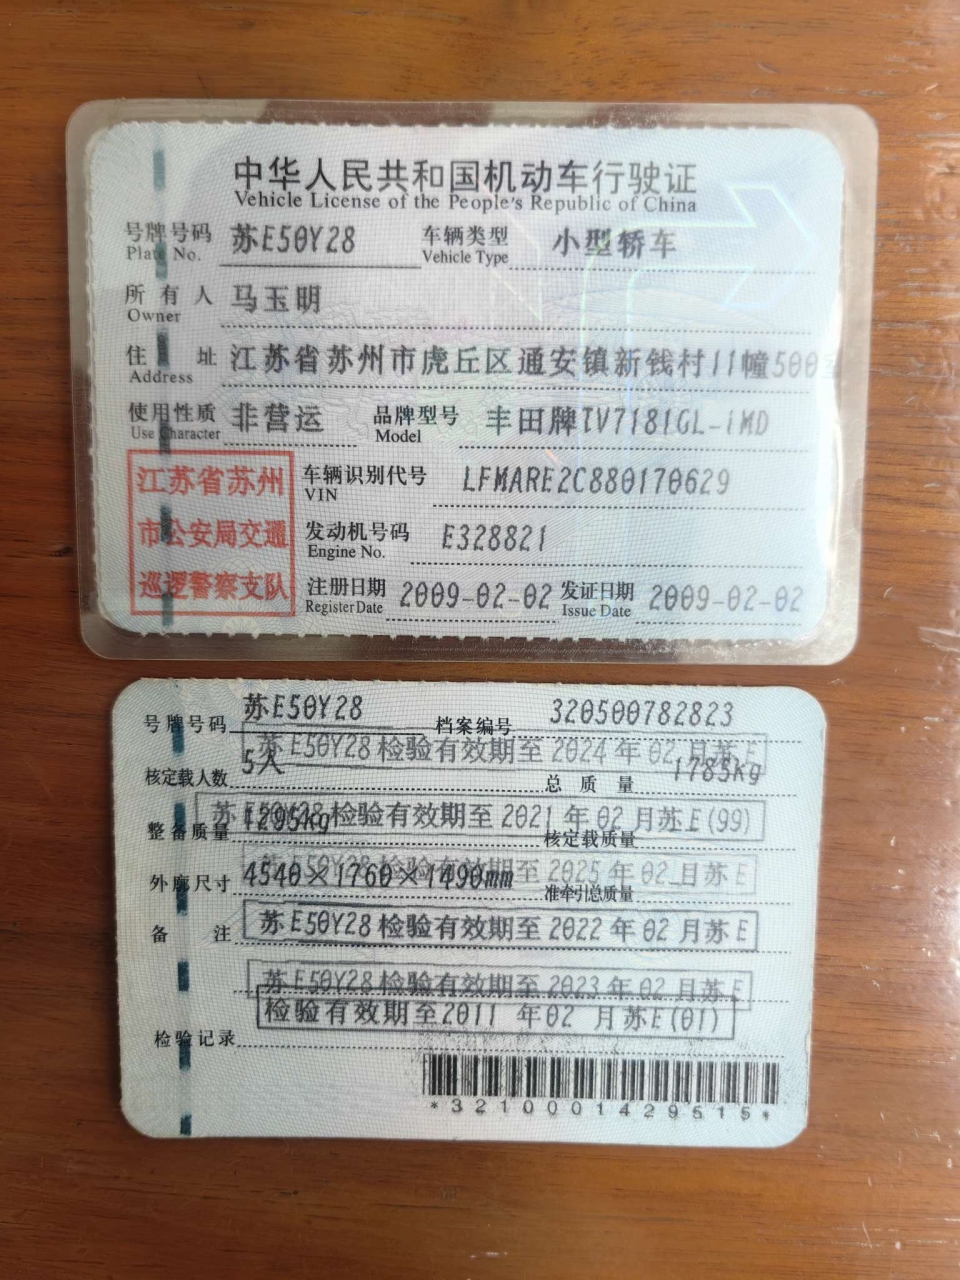 中华人民共和国机动车行驶证
Vehicle License of the People's Republic of China
号牌号码 苏E50Y28 车辆类型 小型轿车
Plate No. Vehicle Type
所有人 马玉明
Owner
住址 江苏省苏州市虎丘区通安镇新钱村11幢500室
Address
使用性质 非营运 品牌型号 丰田牌TV7181GL-iMD
Use Character Model
江苏省苏州
市公安局交通
巡逻警察支队
车辆识别代号 LFMARE2C880170629
VIN
发动机号码 E328821
Engine No.
注册日期 2009-02-02 发证日期 2009-02-02
Register Date Issue Date
号牌号码 苏E50Y28 档案编号 320500782823
苏E50Y28检验有效期至2024年02月苏E
核定载人数 5人 总质量 1785kg
苏E50Y28检验有效期至2021年02月苏E(99)
整备质量 1295kg 核定载质量
苏E50Y28检验有效期至2025年02月苏E
外廓尺寸 4540×1760×1490mm 准牵引总质量
备注 苏E50Y28检验有效期至2022年02月苏E
苏E50Y28检验有效期至2023年02月苏E
检验有效期至2011年02月苏E(01)
检验记录
*3210001429515*